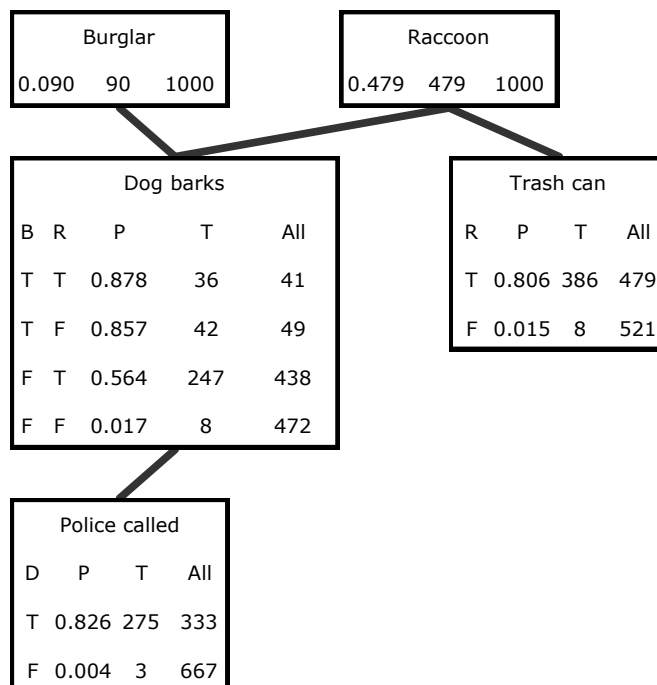 Burglar
0.090 90 1000
Raccoon
0.479 479 1000
Dog barks
B R P T All
T T 0.878 36 41
T F 0.857 42 49
F T 0.564 247 438
F F 0.017 8 472
Trash can
R P T All
T 0.806 386 479
F 0.015 8 521
Police called
D P T All
T 0.826 275 333
F 0.004 3 667